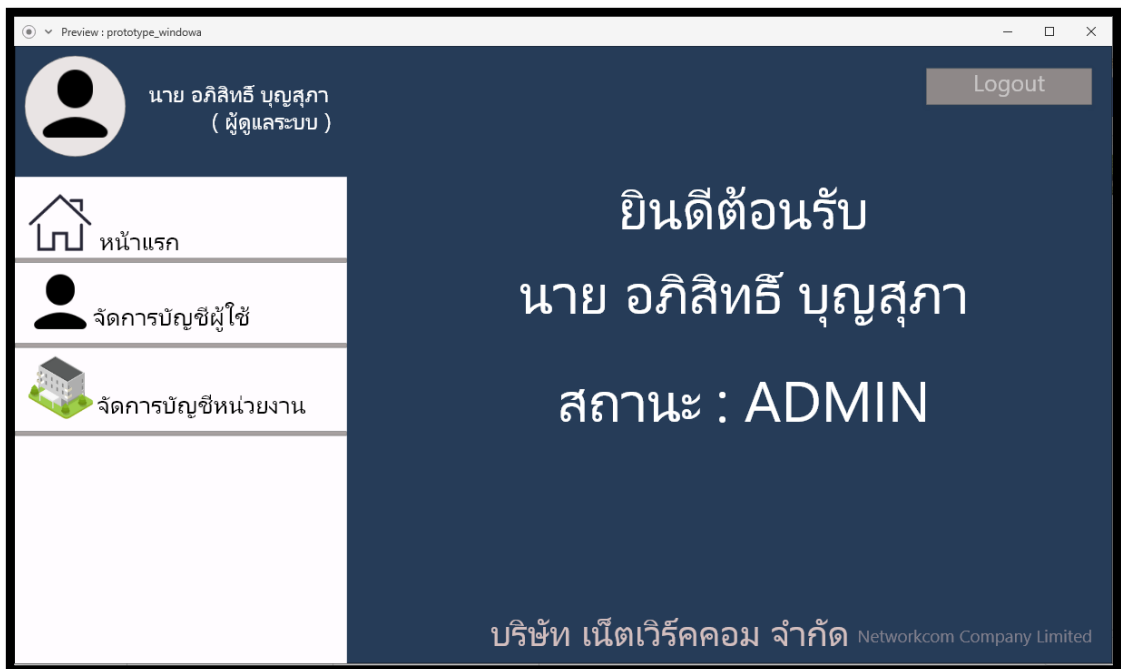 Preview : prototype_windowa
นาย อภิสิทธิ์ บุญสุภา
( ผู้ดูแลระบบ )
Logout
หน้าแรก
จัดการบัญชีผู้ใช้
จัดการบัญชีหน่วยงาน
ยินดีต้อนรับ
นาย อภิสิทธิ์ บุญสุภา
สถานะ : ADMIN
บริษัท เน็ตเวิร์คคอม จำกัด Networkcom Company Limited